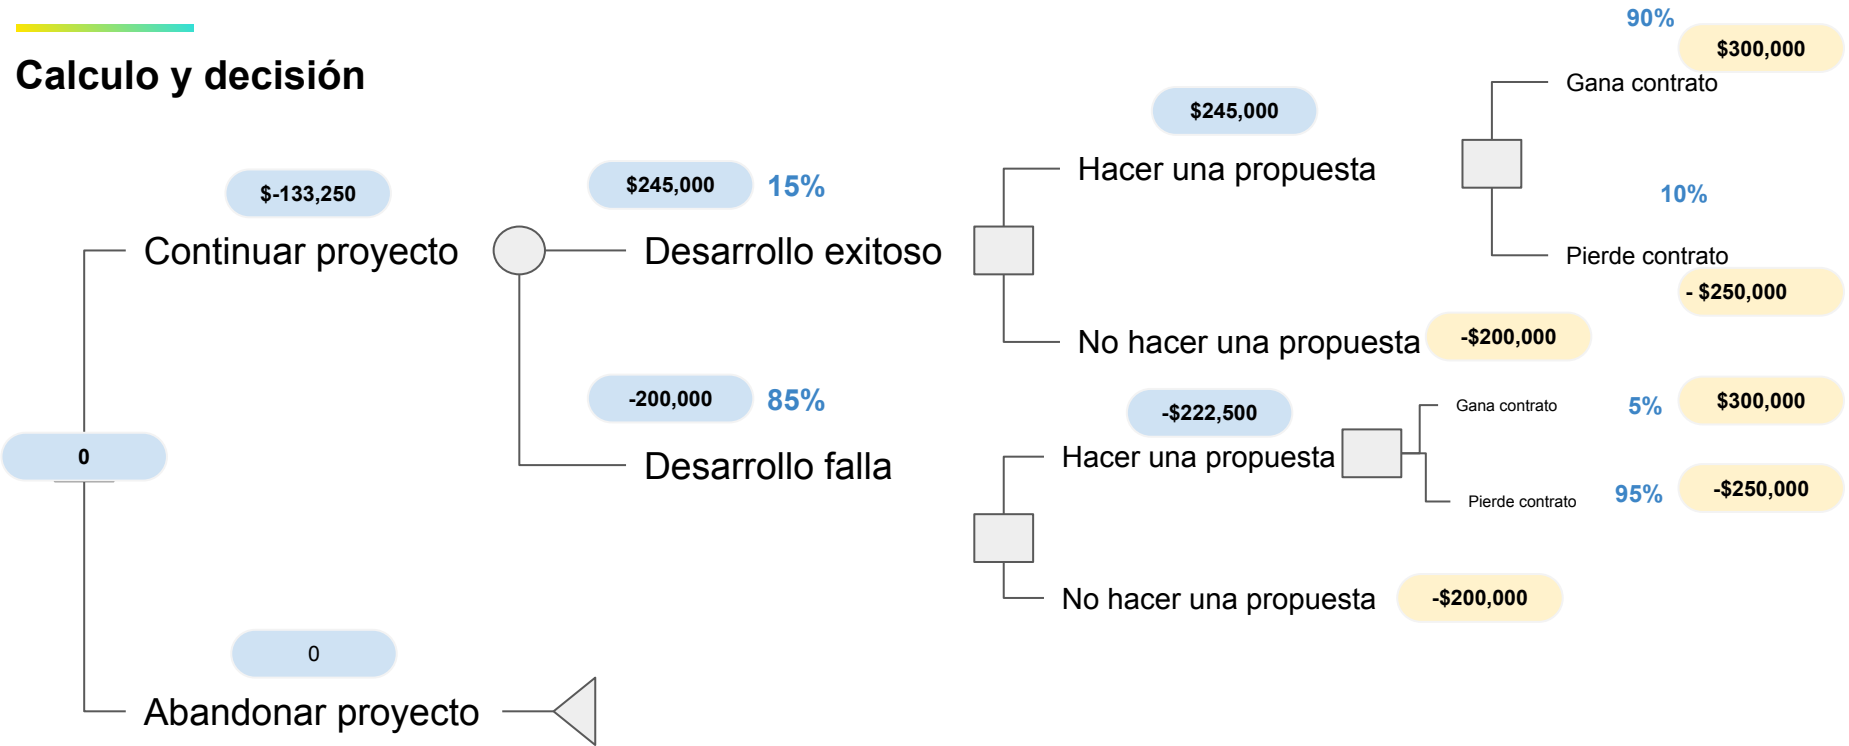 Calculo y decisión
90%
$300,000
Gana contrato
$245,000
Hacer una propuesta
$-133,250
$245,000
15%
10%
Continuar proyecto
Desarrollo exitoso
Pierde contrato
- $250,000
No hacer una propuesta
-$200,000
-200,000
85%
-$222,500
Gana contrato
5%
$300,000
0
Desarrollo falla
Hacer una propuesta
Pierde contrato
95%
-$250,000
No hacer una propuesta
-$200,000
0
Abandonar proyecto